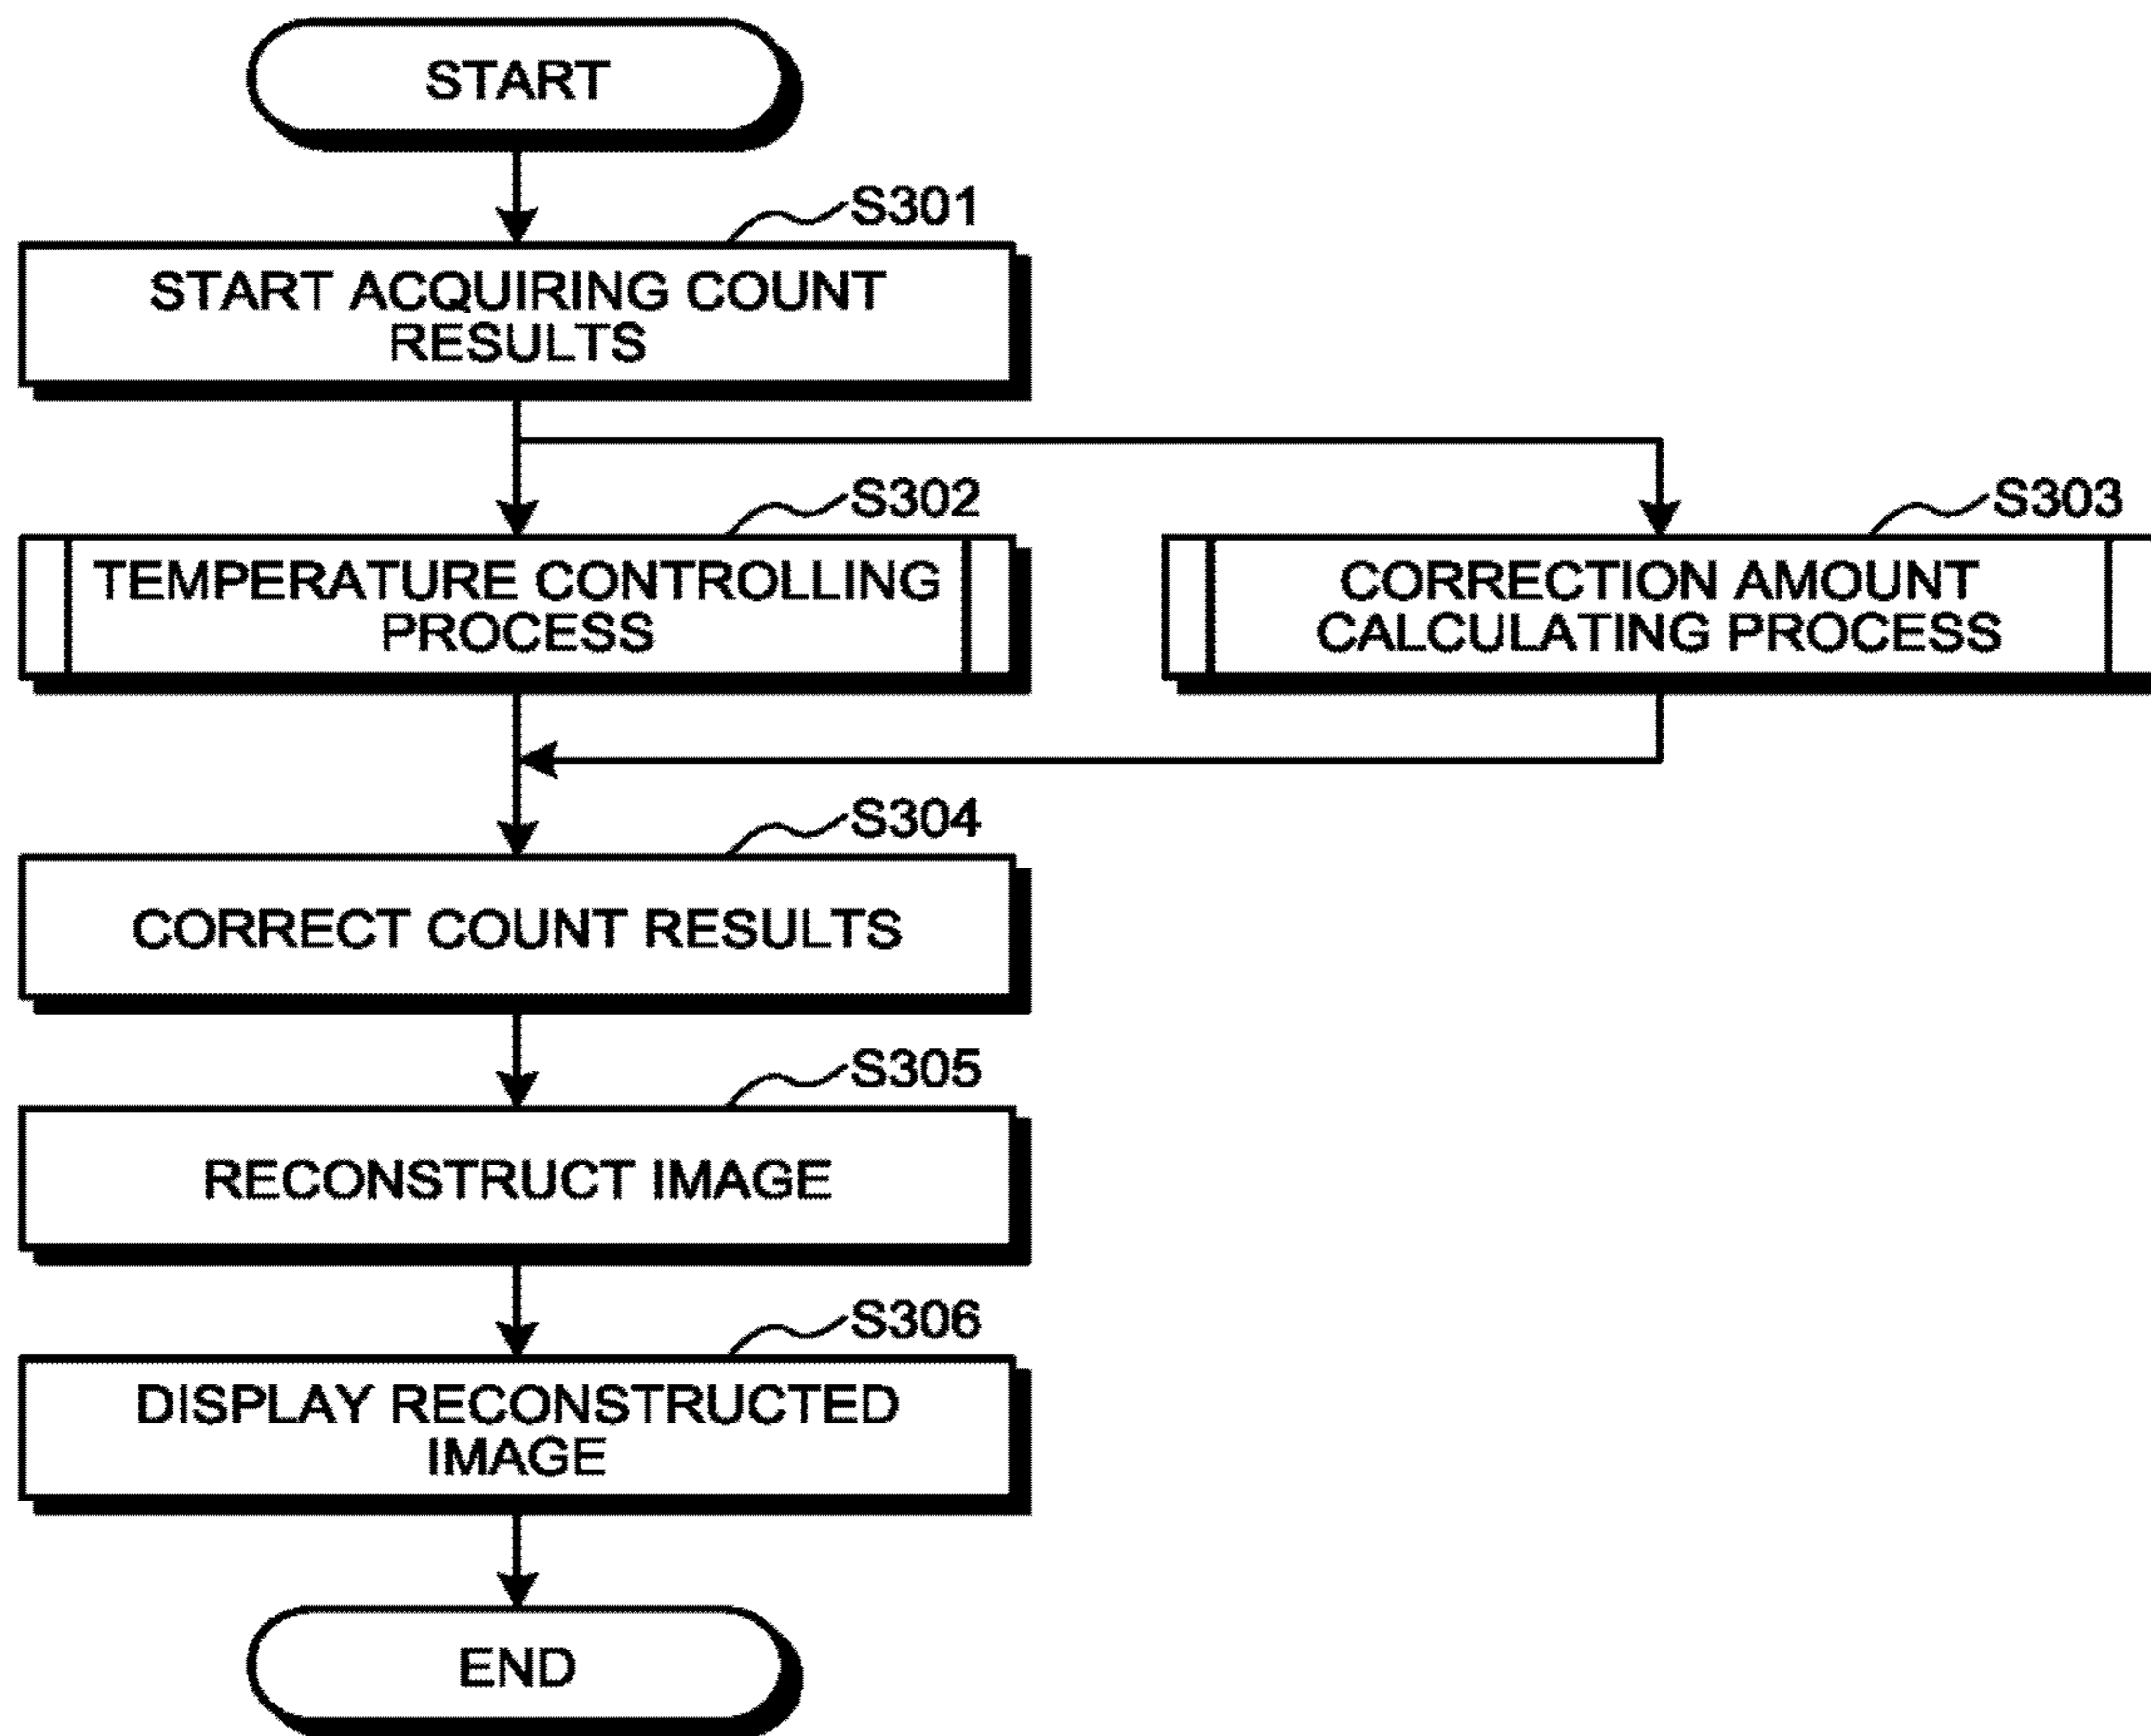 START
S301
START ACQUIRING COUNT
RESULTS
S302
TEMPERATURE CONTROLLING
PROCESS
S303
CORRECTION AMOUNT
CALCULATING PROCESS
S304
CORRECT COUNT RESULTS
S305
RECONSTRUCT IMAGE
S306
DISPLAY RECONSTRUCTED
IMAGE
END